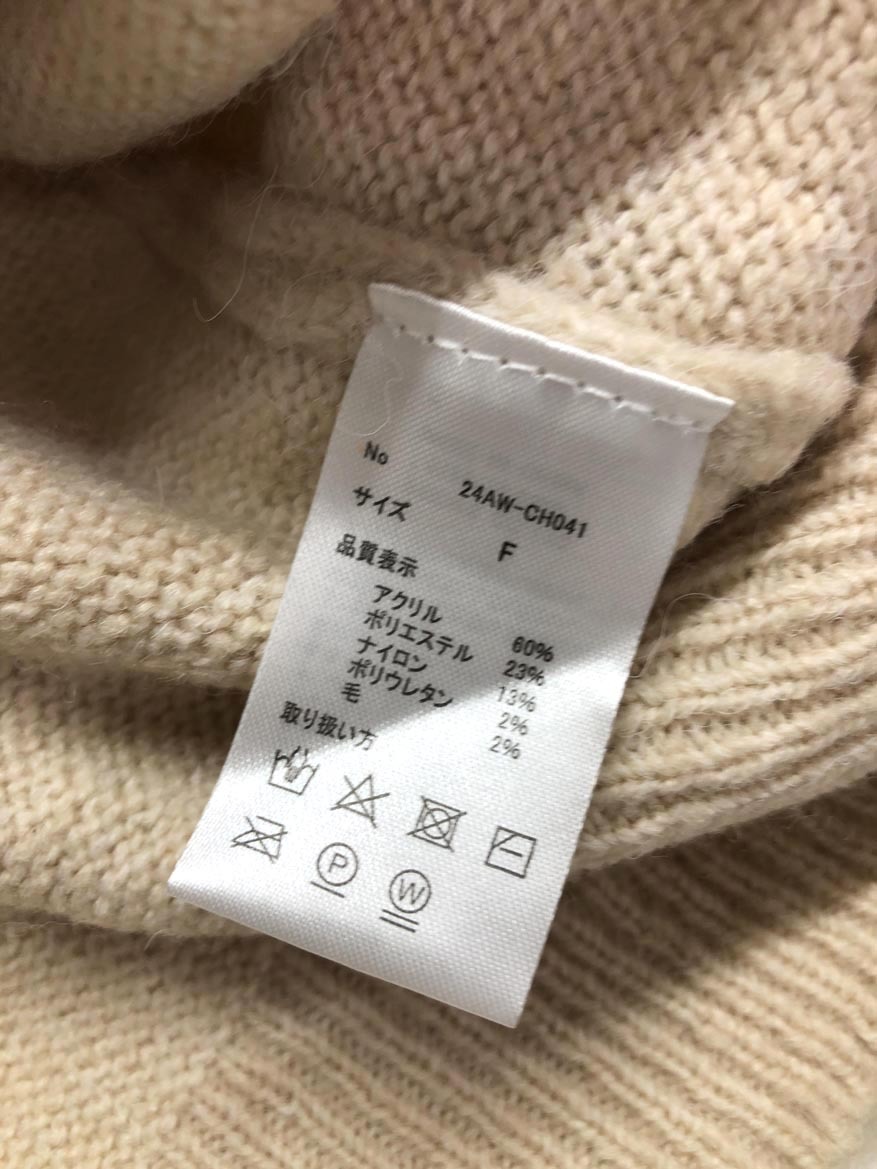 No 24AW-CH041
サイズ F
品質表示
アクリル 60%
ポリエステル 23%
ナイロン 13%
ポリウレタン 2%
毛 2%
取り扱い方
P W